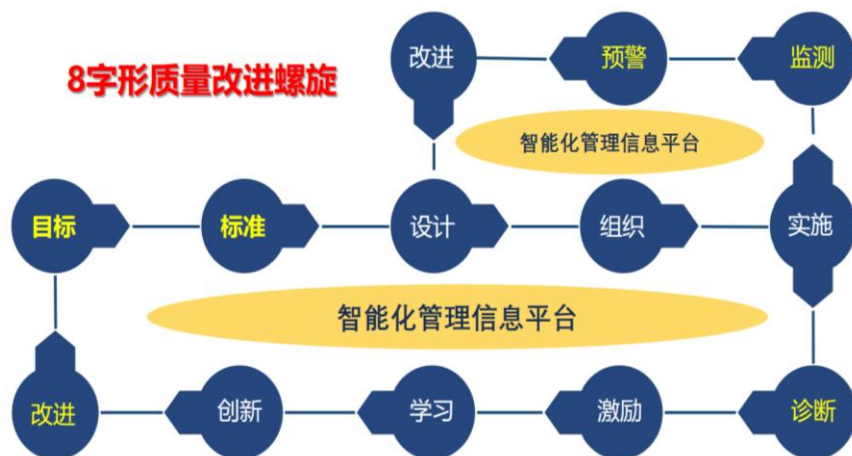 8字形质量改进螺旋
改进
预警
监测
智能化管理信息平台
目标
标准
设计
组织
实施
智能化管理信息平台
改进
创新
学习
激励
诊断